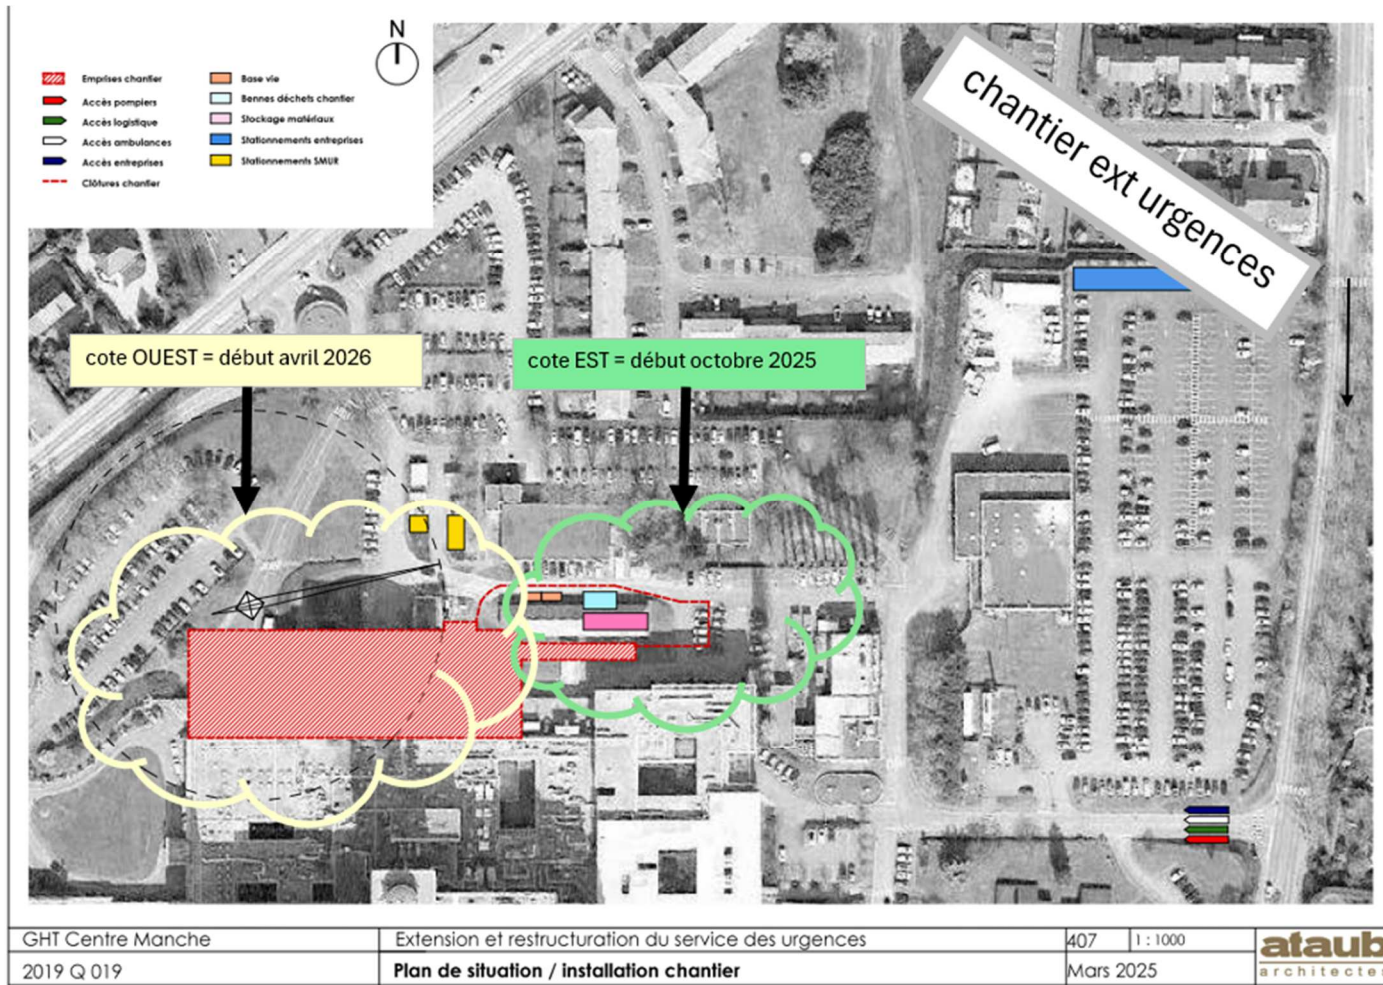 N
Emprises chantier
Accès pompiers
Accès logistique
Accès ambulances
Accès entreprises
Clôtures chantier
Base vie
Bennes déchets chantier
Stockage matériaux
Stationnements entreprises
Stationnements SMUR
chantier ext urgences
cote OUEST = début avril 2026
cote EST = début octobre 2025
GHT Centre Manche
Extension et restructuration du service des urgences
407
1 : 1000
2019 Q 019
Plan de situation / installation chantier
Mars 2025
ataub
architectes